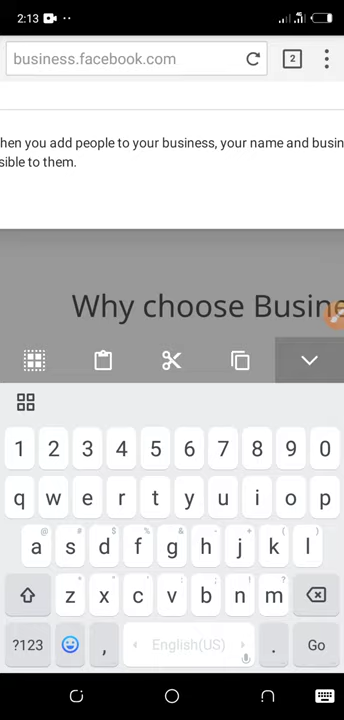 2:13
business.facebook.com
2
hen you add people to your business, your name and busin
sible to them.
Why choose Busine
1 2 3 4 5 6 7 8 9 0
q w e r t y u i o p
@ # $ % & - + ( )
a s d f g h j k l
* " ' : ; ! ?
z x c v b n m
?123 , English(US) . Go